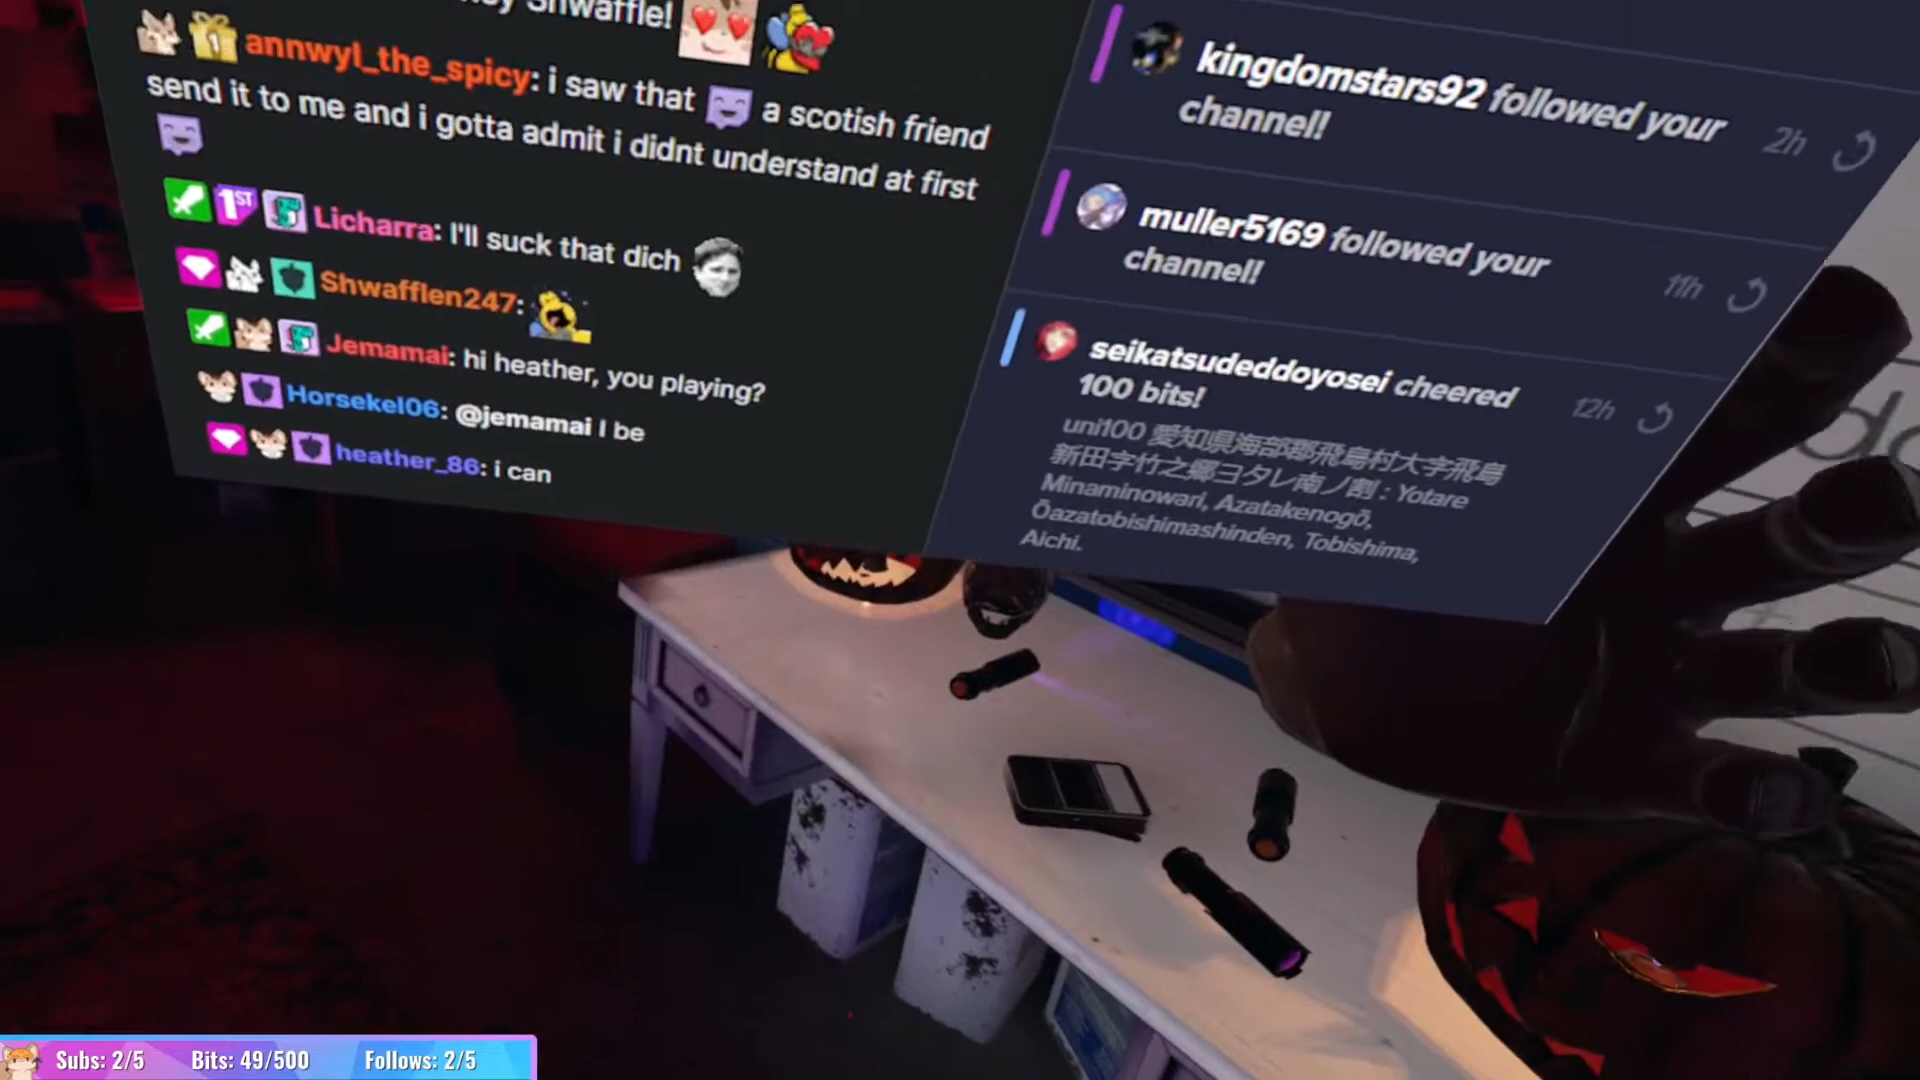 Shwaffle!
annwyl_the_spicy: i saw that a scotish friend
send it to me and i gotta admit i didnt understand at first
1ST Licharra: I'll suck that dich
Shwafflen247:
Jemamai: hi heather, you playing?
Horsekel06: @jemamai I be
heather_86: i can
kingdomstars92 followed your
channel!
2h
muller5169 followed your
channel!
11h
seikatsudeddoyosei cheered
100 bits!
12h
uni100 愛知県海部郡飛島村大字飛島
新田字竹之郷ヨタレ南ノ割 : Yotare
Minaminowari, Azatakenogō,
Ōazatobishimashinden, Tobishima,
Aichi.
Subs: 2/5
Bits: 49/500
Follows: 2/5